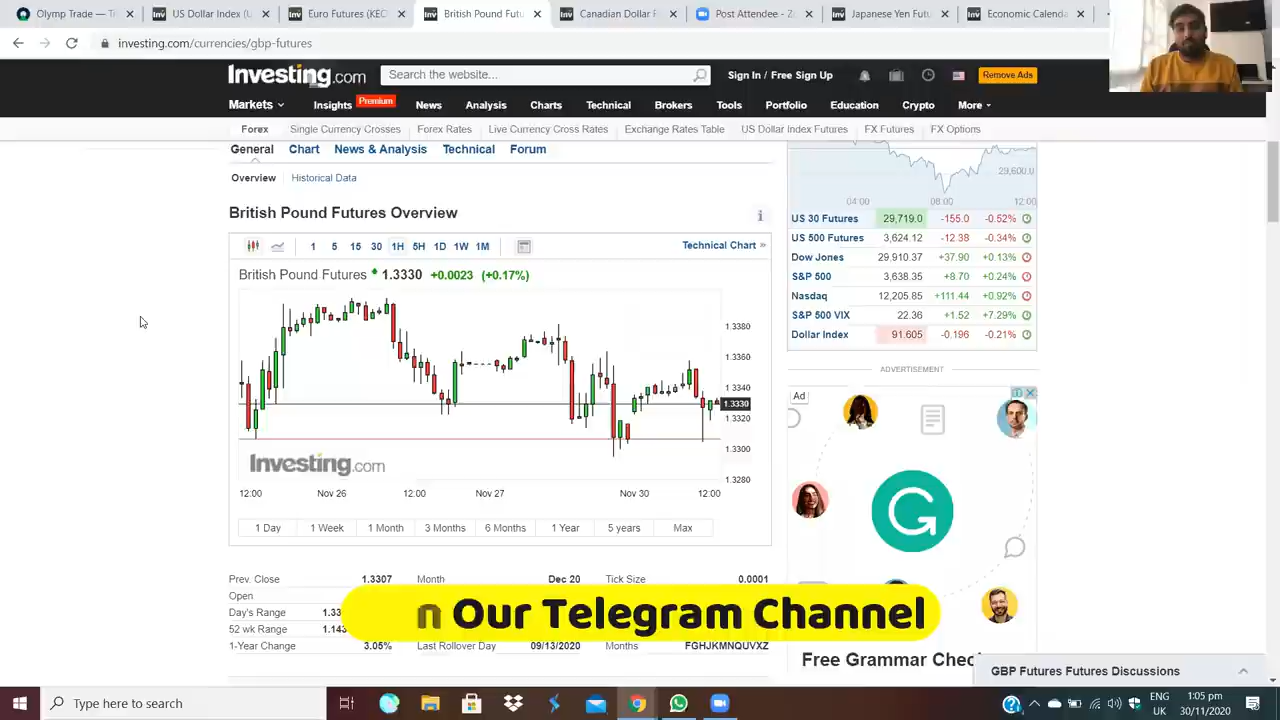 Olymp Trade — Tr
US Dollar Index (U
Euro Futures (6EC
British Pound Futu
Canadian Dollar F
Post Attendee - Z
Japanese Yen Fut
Economic Calenda
investing.com/currencies/gbp-futures
Investing.com
Search the website...
Sign In / Free Sign Up
Remove Ads
Markets
Insights
Premium
News
Analysis
Charts
Technical
Brokers
Tools
Portfolio
Education
Crypto
More
Forex
Single Currency Crosses
Forex Rates
Live Currency Cross Rates
Exchange Rates Table
US Dollar Index Futures
FX Futures
FX Options
General
Chart
News & Analysis
Technical
Forum
Overview
Historical Data
British Pound Futures Overview
1 5 15 30 1H 5H 1D 1W 1M
Technical Chart »
British Pound Futures 1.3330 +0.0023 (+0.17%)
1.3380
1.3360
1.3340
1.3330
1.3320
1.3300
1.3280
Investing.com
12:00 Nov 26 12:00 Nov 27 Nov 30 12:00
1 Day 1 Week 1 Month 3 Months 6 Months 1 Year 5 years Max
Prev. Close 1.3307 Month Dec 20 Tick Size 0.0001
Open
Day's Range 1.33
52 wk Range 1.143
1-Year Change 3.05% Last Rollover Day 09/13/2020 Months FGHJKMNQUVXZ
n Our Telegram Channel
29,600.0
04:00 08:00 12:00
US 30 Futures 29,719.0 -155.0 -0.52%
US 500 Futures 3,624.12 -12.38 -0.34%
Dow Jones 29,910.37 +37.90 +0.13%
S&P 500 3,638.35 +8.70 +0.24%
Nasdaq 12,205.85 +111.44 +0.92%
S&P 500 VIX 22.36 +1.52 +7.29%
Dollar Index 91.605 -0.196 -0.21%
ADVERTISEMENT
Ad
Free Grammar Chec
GBP Futures Futures Discussions
Type here to search
ENG
UK
1:05 pm
30/11/2020